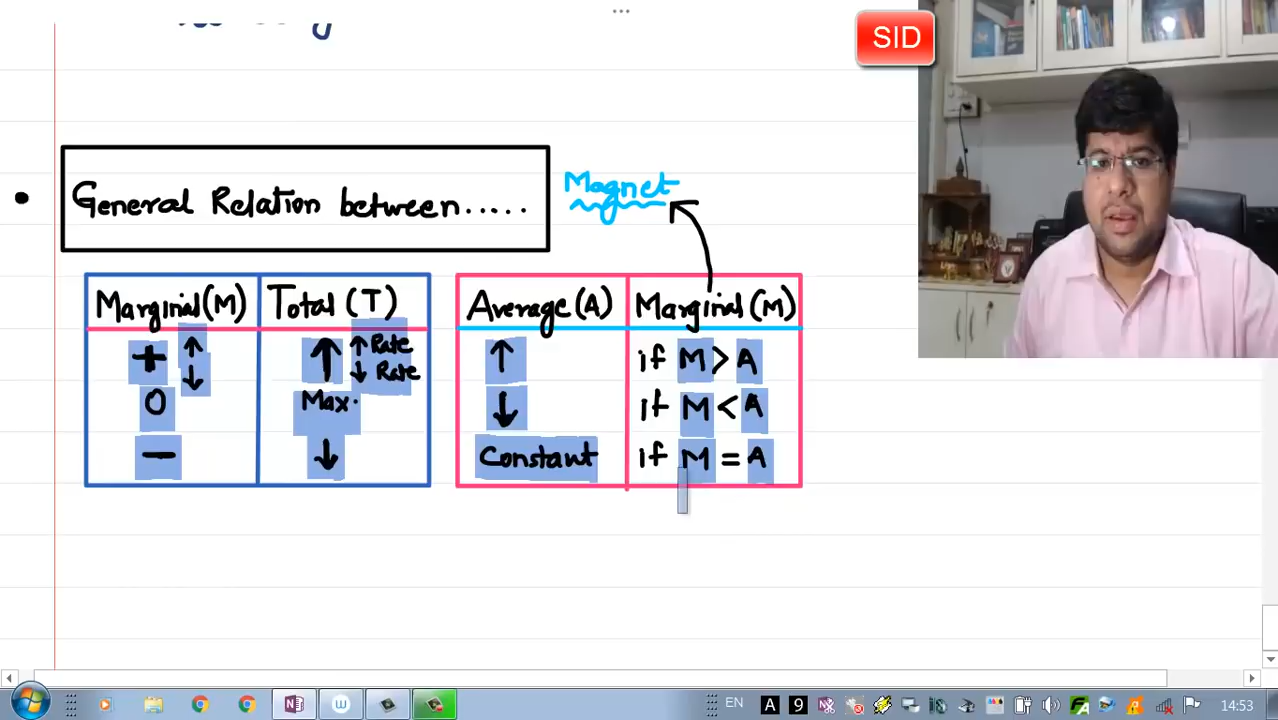 SID
General Relation between.....
Magnet
Marginal (M) Total (T)
+ ↑ ↓ ↑ ↑ Rate ↓ Rate
0 Max.
− ↓
Average (A) Marginal (M)
↑ if M > A
↓ if M < A
Constant if M = A
EN A 9 14:53